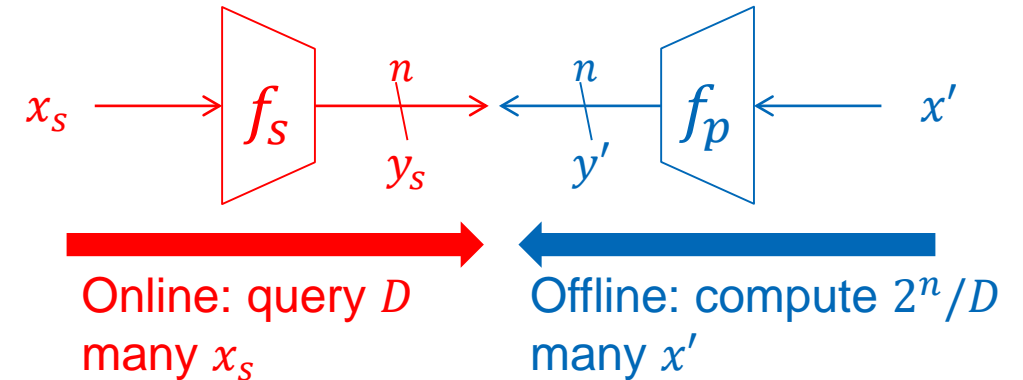 n n
x_s f_s f_p x'
y_s y'
Online: query D
many x_s
Offline: compute 2^n/D
many x'